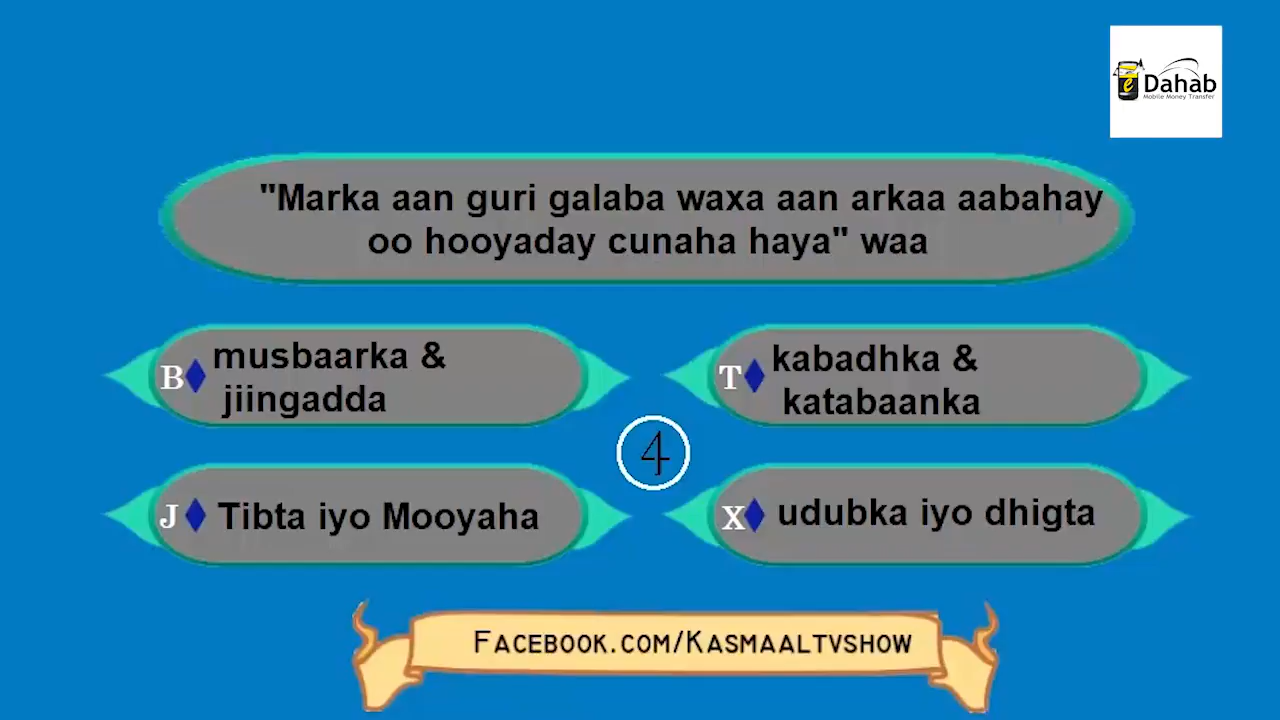 e Dahab
Mobile Money Transfer
"Marka aan guri galaba waxa aan arkaa aabahay
oo hooyaday cunaha haya" waa
B musbaarka &
jiingadda
T kabadhka &
katabaanka
4
J Tibta iyo Mooyaha
X udubka iyo dhigta
Facebook.com/Kasmaaltvshow